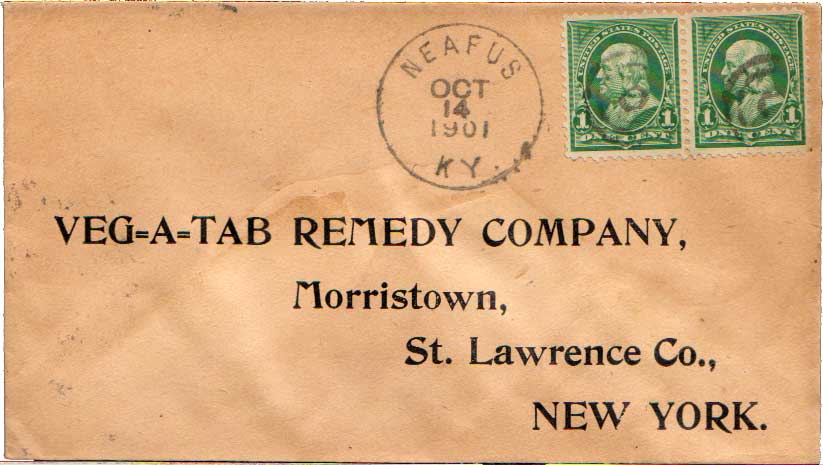 NEAFUS
OCT
14
1901
KY.
UNITED STATES POSTAGE
1 1
ONE CENT
UNITED STATES POSTAGE
1 1
ONE CENT
VEG=A=TAB REMEDY COMPANY,
Morristown,
St. Lawrence Co.,
NEW YORK.